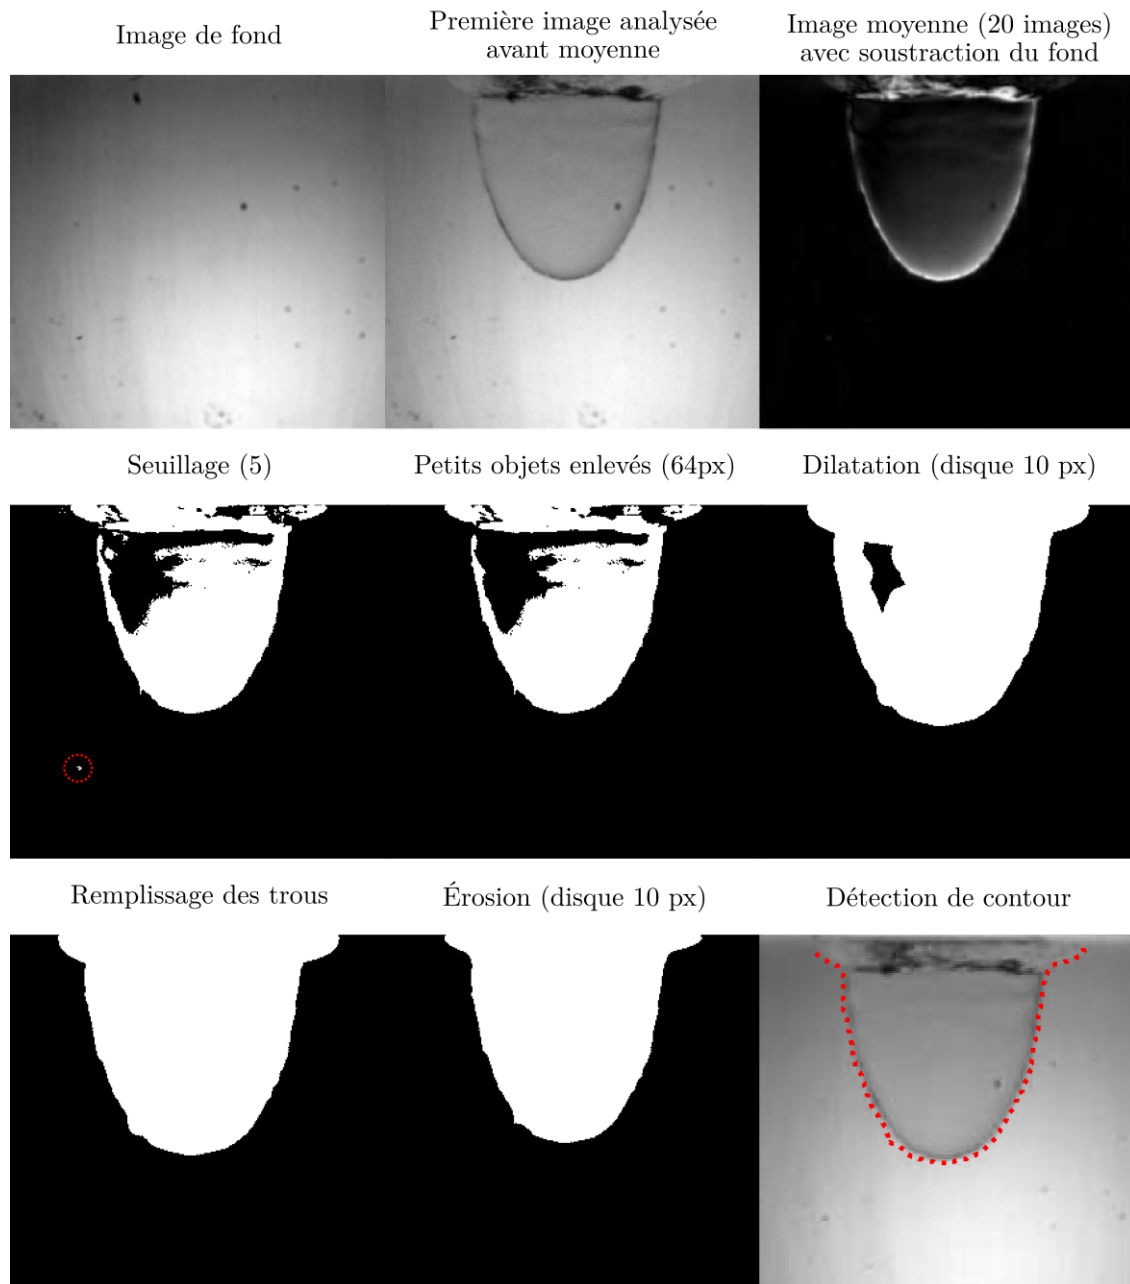 Image de fond
Première image analysée
avant moyenne
Image moyenne (20 images)
avec soustraction du fond
Seuillage (5)
Petits objets enlevés (64px)
Dilatation (disque 10 px)
Remplissage des trous
Érosion (disque 10 px)
Détection de contour